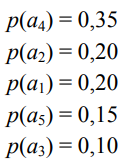 p(a₄) = 0,35
p(a₂) = 0,20
p(a₁) = 0,20
p(a₅) = 0,15
p(a₃) = 0,10